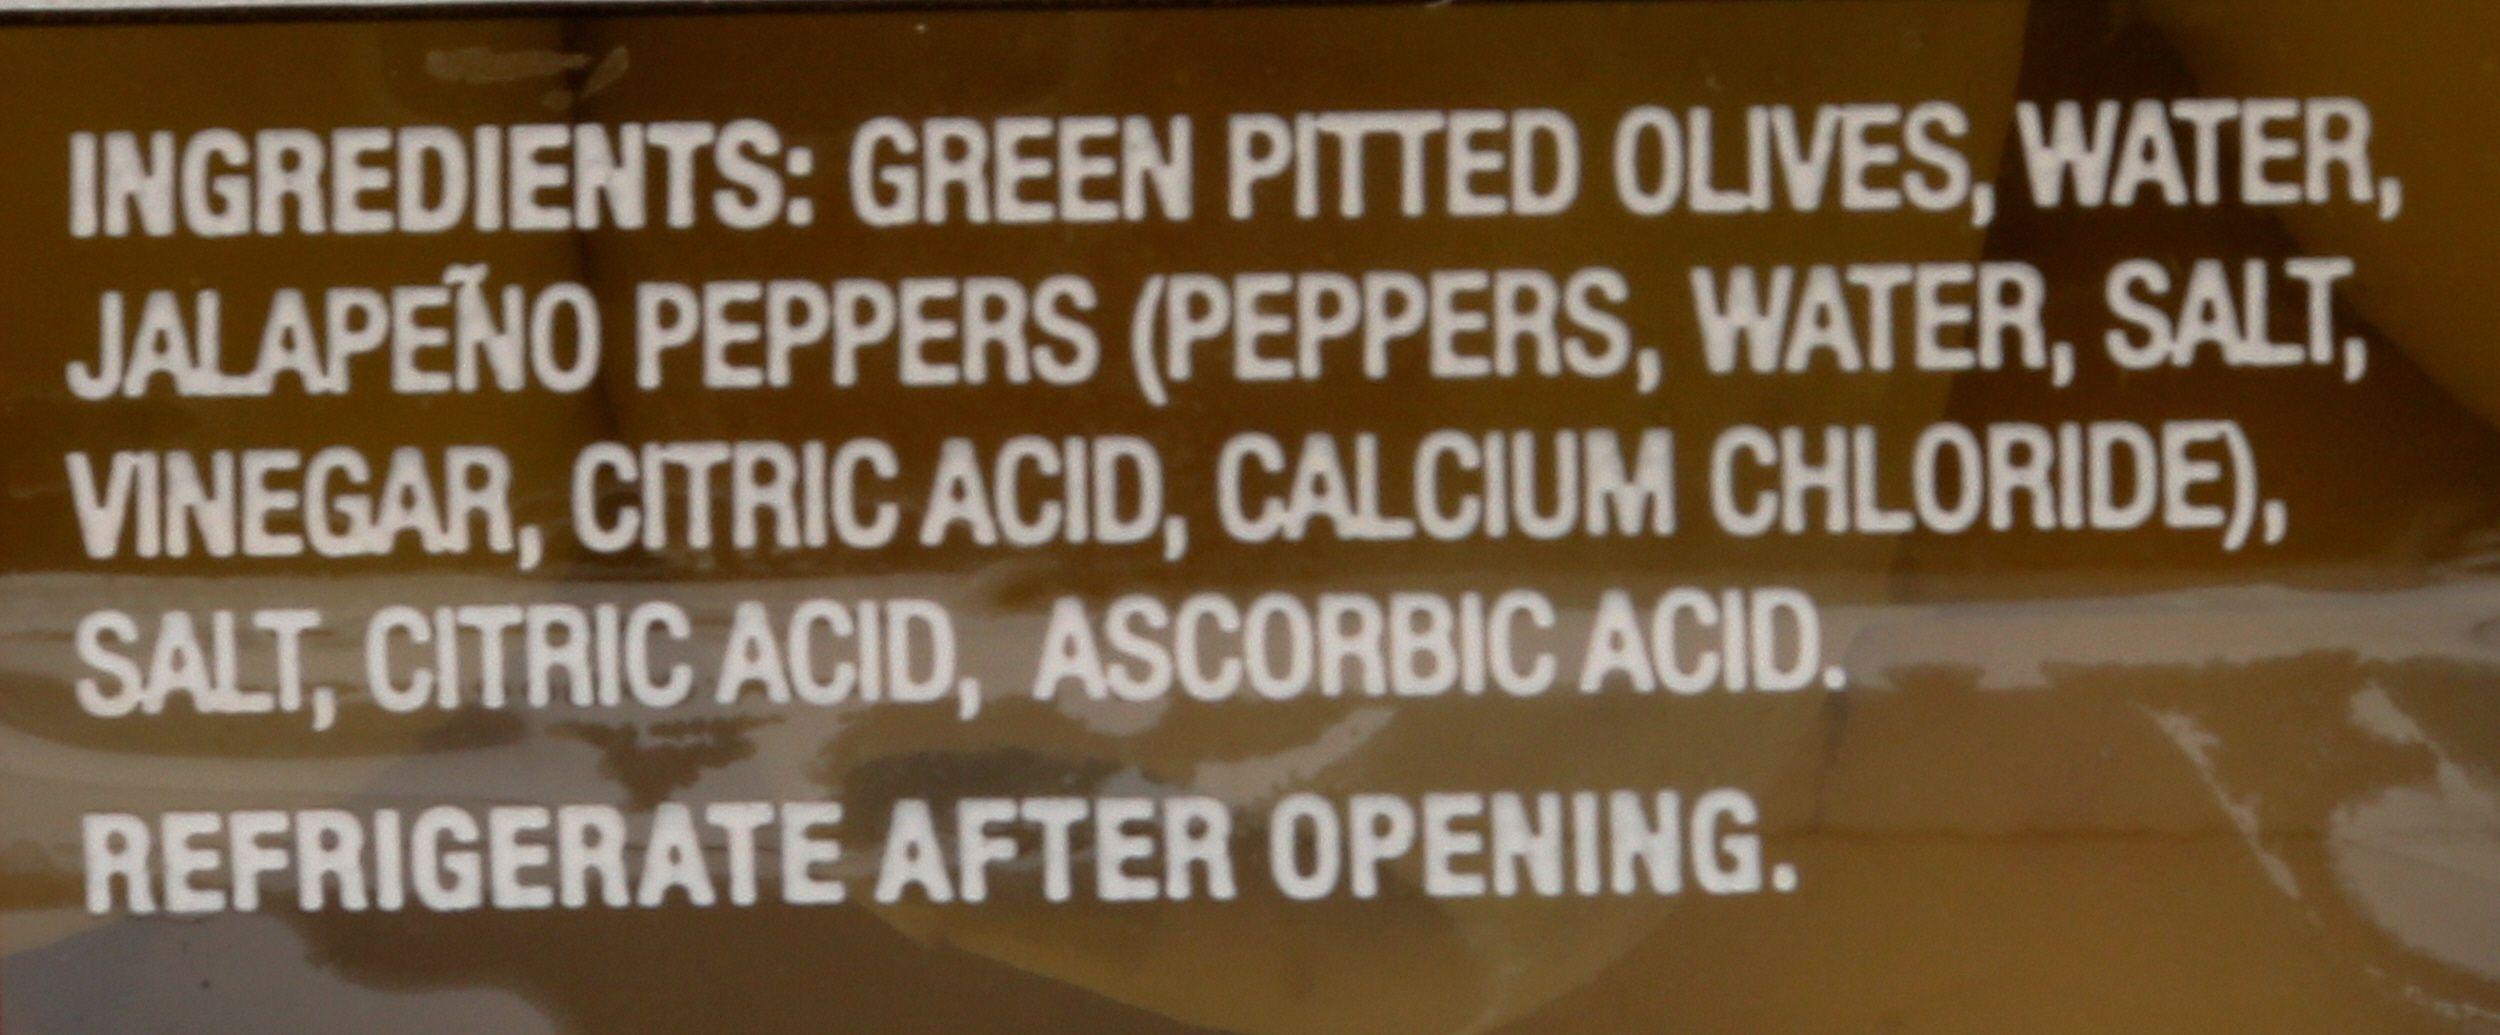 INGREDIENTS: GREEN PITTED OLIVES, WATER,
JALAPEÑO PEPPERS (PEPPERS, WATER, SALT,
VINEGAR, CITRIC ACID, CALCIUM CHLORIDE),
SALT, CITRIC ACID, ASCORBIC ACID.
REFRIGERATE AFTER OPENING.